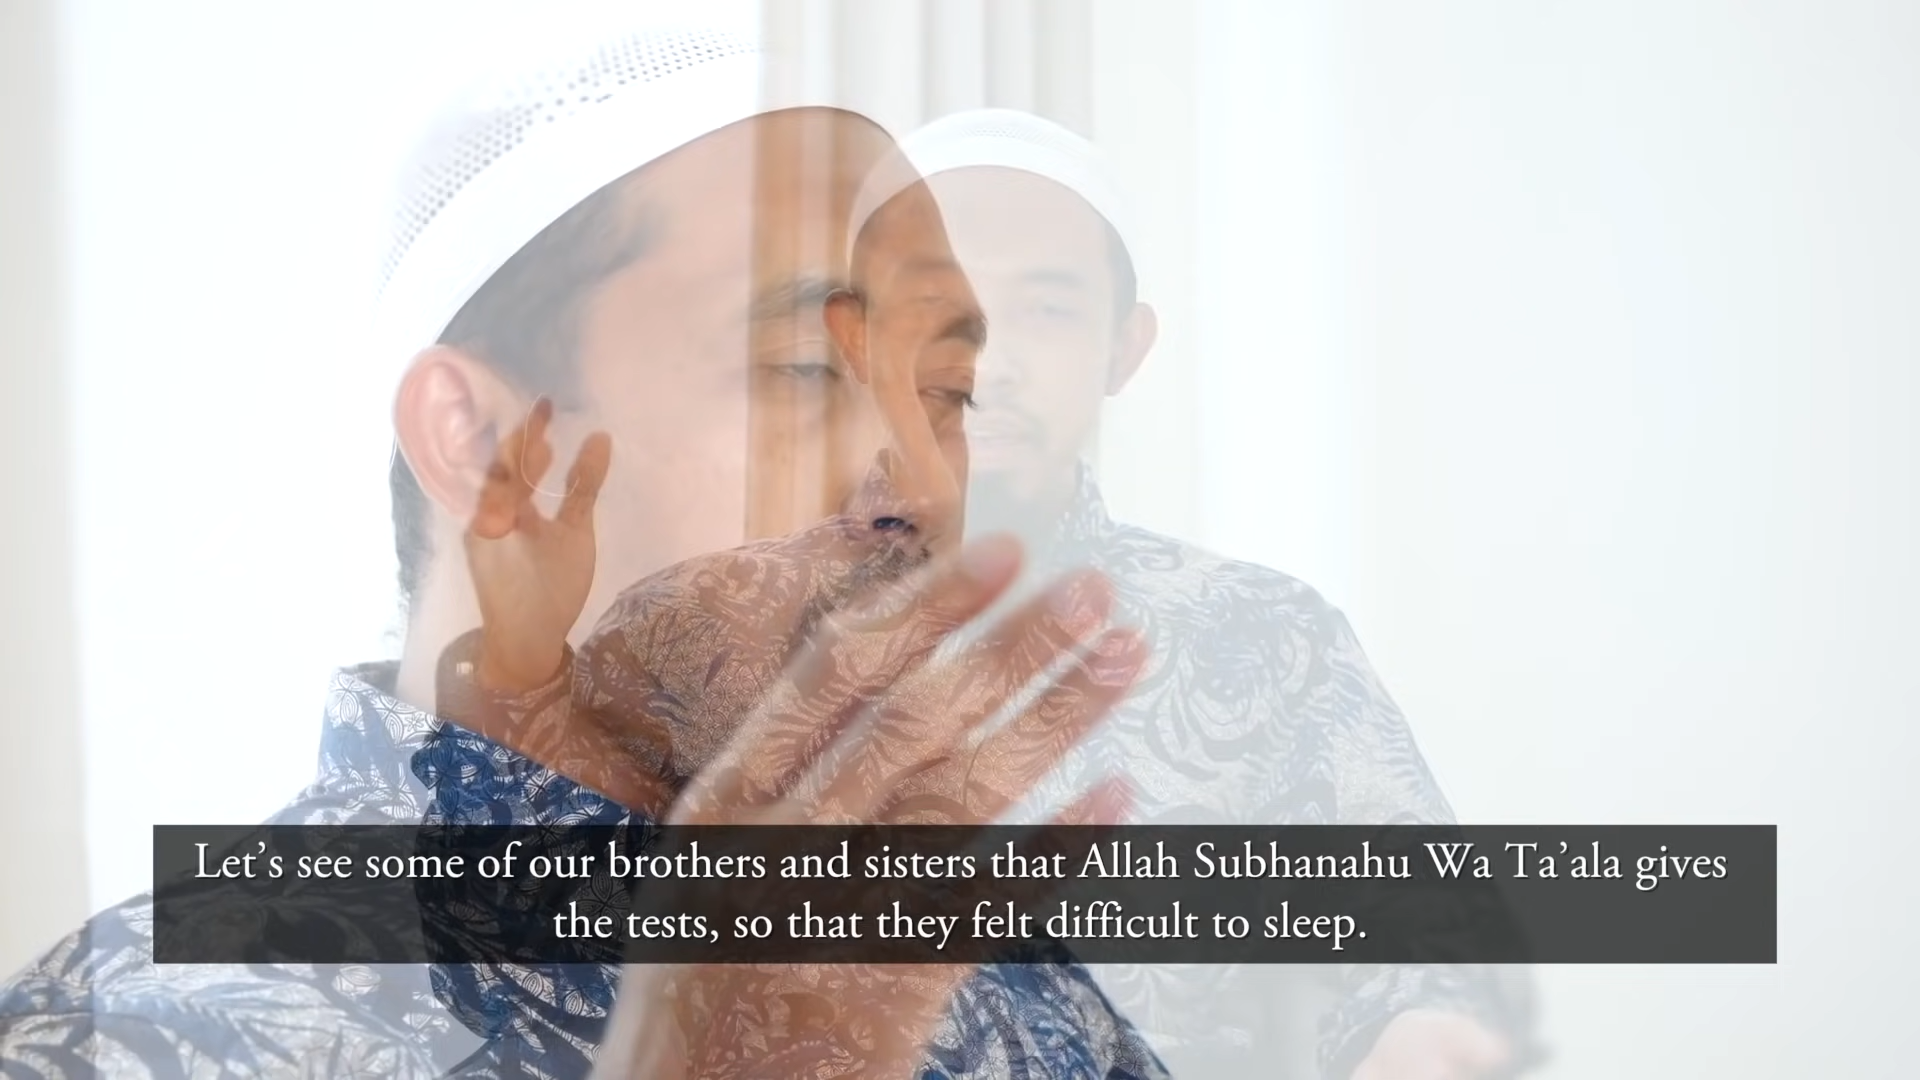 Let’s see some of our brothers and sisters that Allah Subhanahu Wa Ta’ala gives
the tests, so that they felt difficult to sleep.